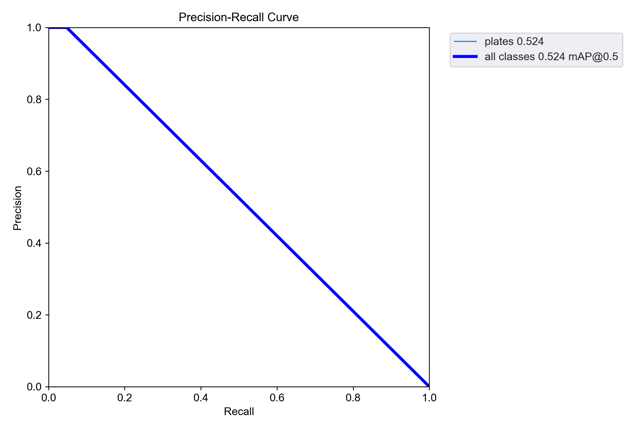 Precision-Recall Curve
plates 0.524
all classes 0.524 mAP@0.5
1.0
0.8
0.6
0.4
0.2
0.0
Precision
0.0 0.2 0.4 0.6 0.8 1.0
Recall